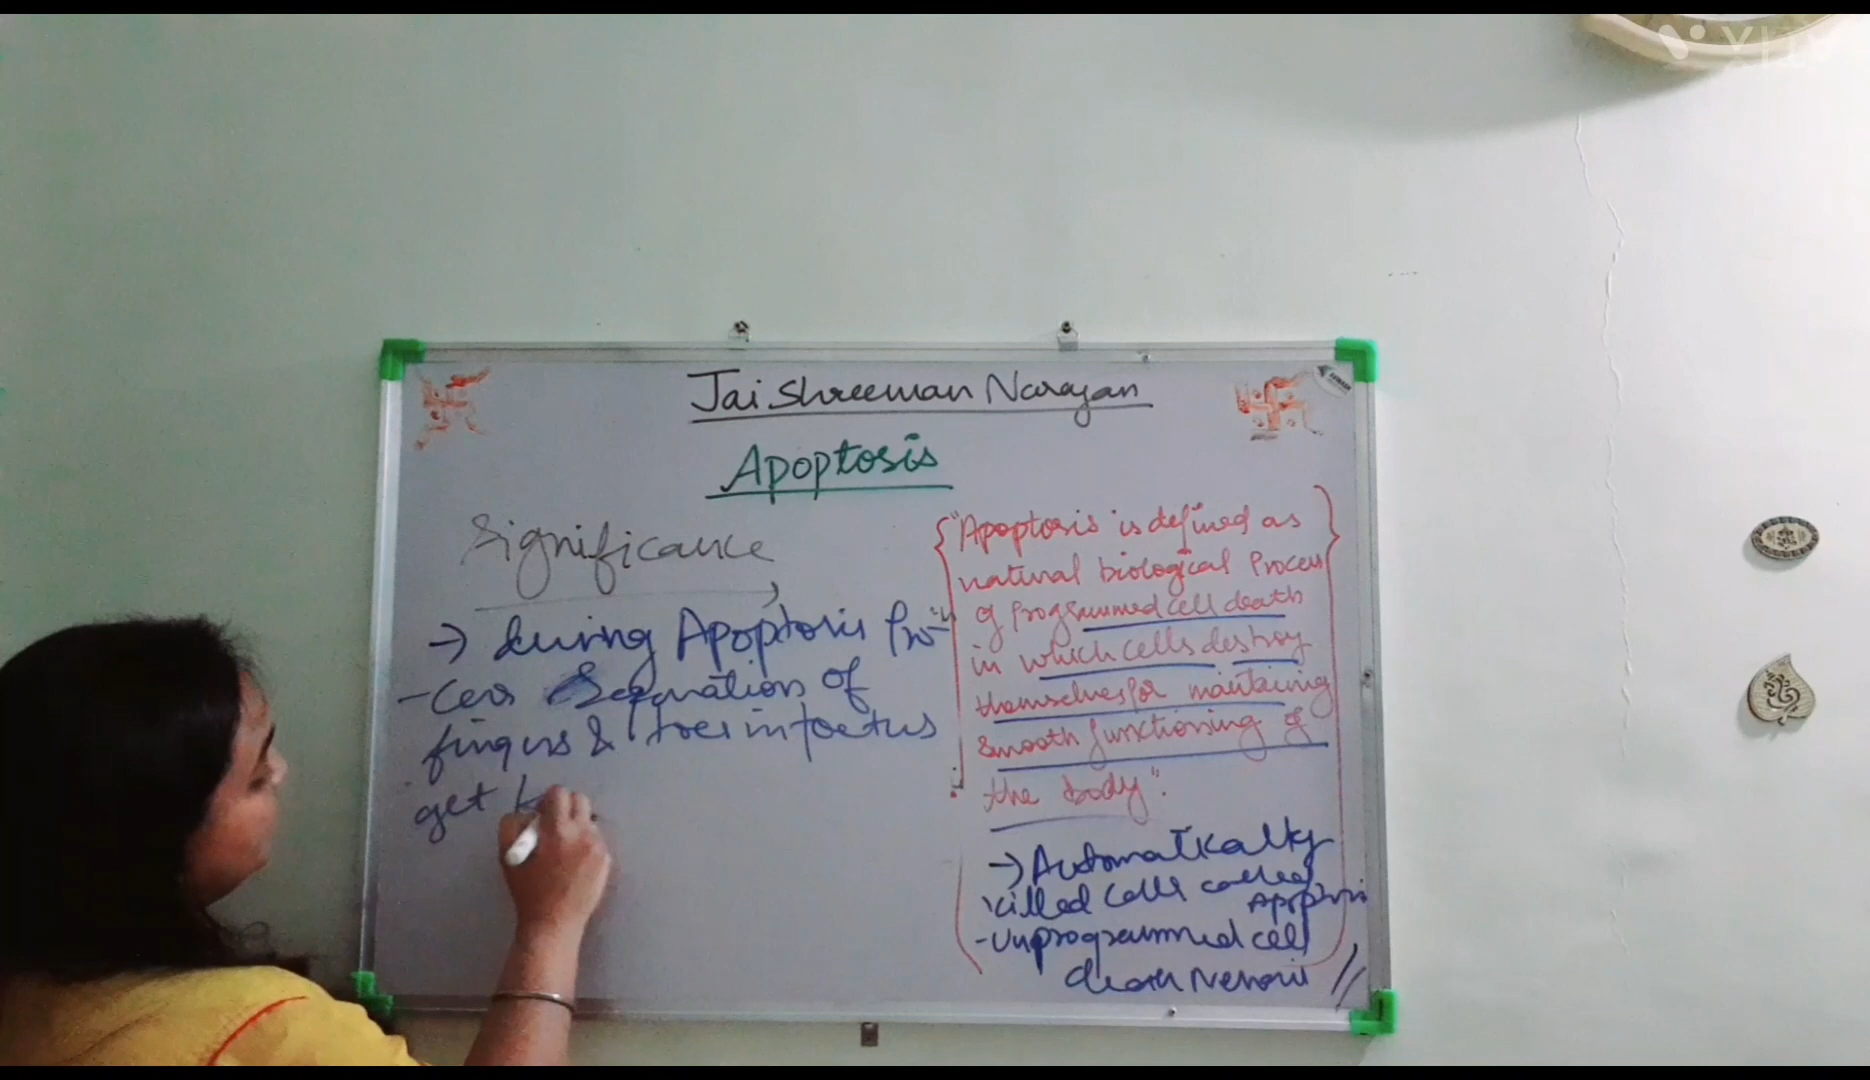 Jai Shreeman Narayan
Apoptosis
Significance
→ during Apoptosis Pro-
-cess Separation of
fingers & toes in foetus
get
{"Apoptosis is defined as
natural biological Process
of Programmed cell death
in which cells destroy
themselves for maintaining
smooth functioning of
the body".}
→ Automatically
killed cells called
Apoptosis
- Unprogrammed cell
death //